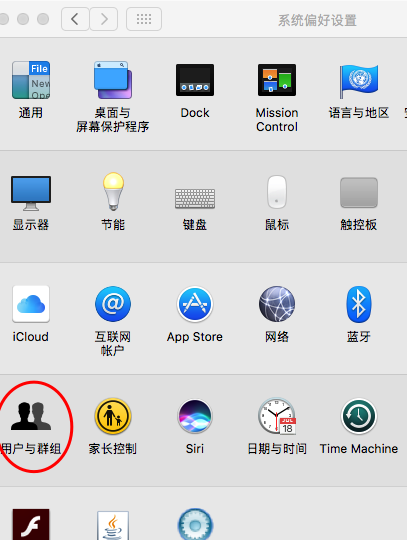 系统偏好设置
File
New
Ope
通用
桌面与
屏幕保护程序
Dock
Mission
Control
语言与地区
显示器
节能
键盘
鼠标
触控板
iCloud
互联网
帐户
App Store
网络
蓝牙
用户与群组
家长控制
Siri
JUL
18
日期与时间
Time Machine